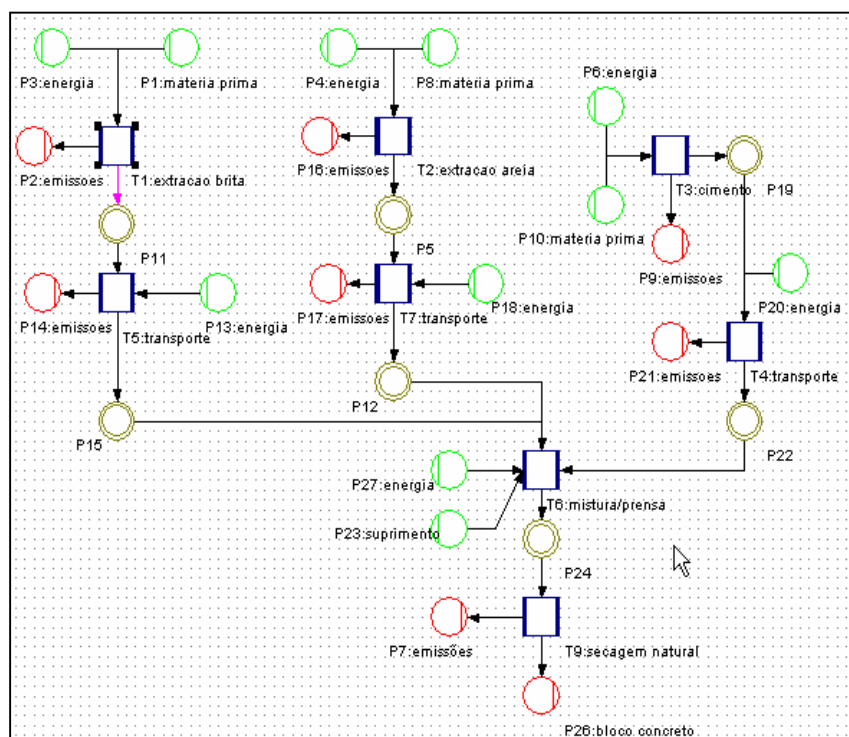 P3:energia
P1:materia prima
P4:energia
P8:materia prima
P6:energia
P2:emissoes
T1:extracao brita
P16:emissoes
T2:extracao areia
T3:cimento
P19
P10:materia prima
P11
P5
P9:emissoes
P14:emissoes
P13:energia
T5:transporte
P17:emissoes
P18:energia
T7:transporte
P20:energia
P21:emissoes
T4:transporte
P15
P12
P22
P27:energia
T6:mistura/prensa
P23:suprimento
P24
P7:emissões
T9:secagem natural
P26:bloco concreto